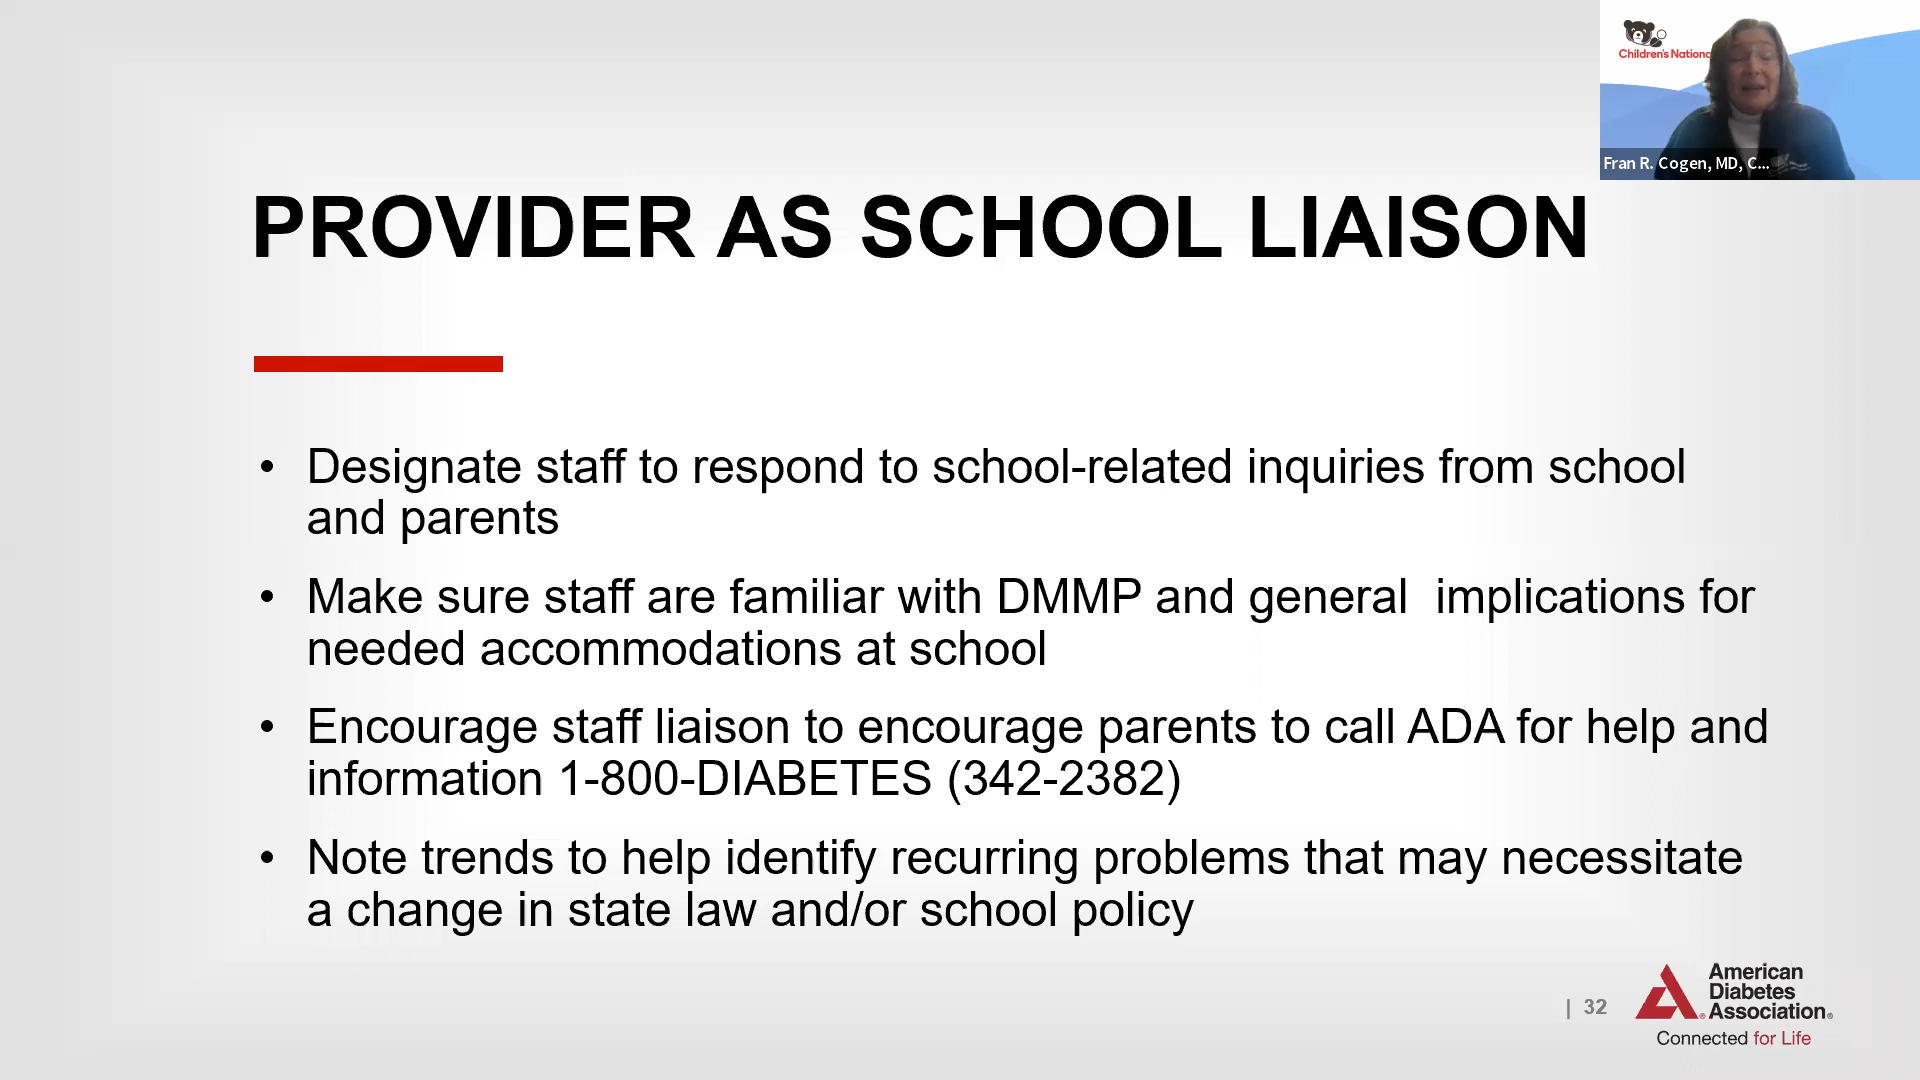 Children's Nationa
Fran R. Cogen, MD, C...
PROVIDER AS SCHOOL LIAISON
• Designate staff to respond to school-related inquiries from school
and parents
• Make sure staff are familiar with DMMP and general  implications for
needed accommodations at school
• Encourage staff liaison to encourage parents to call ADA for help and
information 1-800-DIABETES (342-2382)
• Note trends to help identify recurring problems that may necessitate
a change in state law and/or school policy
| 32
American
Diabetes
Association®
Connected for Life